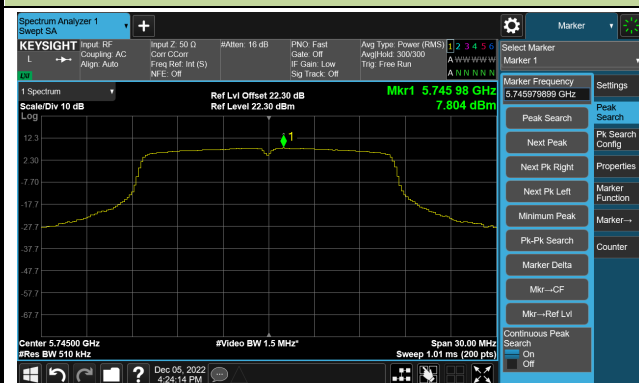 Spectrum Analyzer 1
Swept SA
Marker
KEYSIGHT
L
LXI
Input: RF
Coupling: AC
Align: Auto
Input Z: 50 Ω
Corr CCorr
Freq Ref: Int (S)
NFE: Off
#Atten: 16 dB
PNO: Fast
Gate: Off
IF Gain: Low
Sig Track: Off
Avg Type: Power (RMS)
Avg|Hold: 300/300
Trig: Free Run
1 2 3 4 5 6
A W W W W W
A N N N N N
Select Marker
Marker 1
1 Spectrum
Scale/Div 10 dB
Log
Ref Lvl Offset 22.30 dB
Ref Level 22.30 dBm
Mkr1 5.745 98 GHz
7.804 dBm
12.3
2.30
-7.70
-17.7
-27.7
-37.7
-47.7
-57.7
-67.7
1
Center 5.74500 GHz
#Res BW 510 kHz
#Video BW 1.5 MHz*
Span 30.00 MHz
Sweep 1.01 ms (200 pts)
Marker Frequency
5.745979899 GHz
Peak Search
Next Peak
Next Pk Right
Next Pk Left
Minimum Peak
Pk-Pk Search
Marker Delta
Mkr→CF
Mkr→Ref Lvl
Continuous Peak
Search
On
Off
Settings
Peak
Search
Pk Search
Config
Properties
Marker
Function
Marker→
Counter
?
Dec 05, 2022
4:24:14 PM